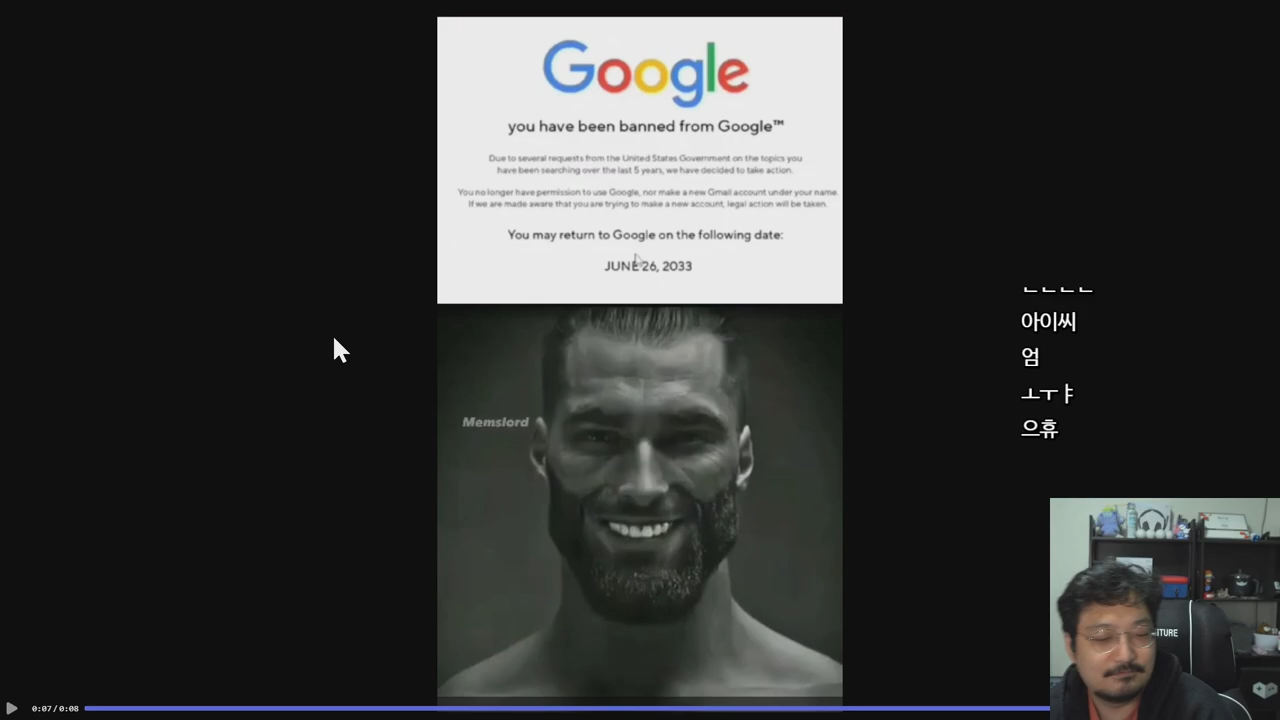 Google
you have been banned from Google™
Due to several requests from the United States Government on the topics you
have been searching over the last 5 years, we have decided to take action.
You no longer have permission to use Google, nor make a new Gmail account under your name.
If we are made aware that you are trying to make a new account, legal action will be taken.
You may return to Google on the following date:
JUNE 26, 2033
Memslord
ㄴㄴㄴㄴ
아이씨
엄
ㅗㅜㅑ
으휴
ITURE
0:07/0:08